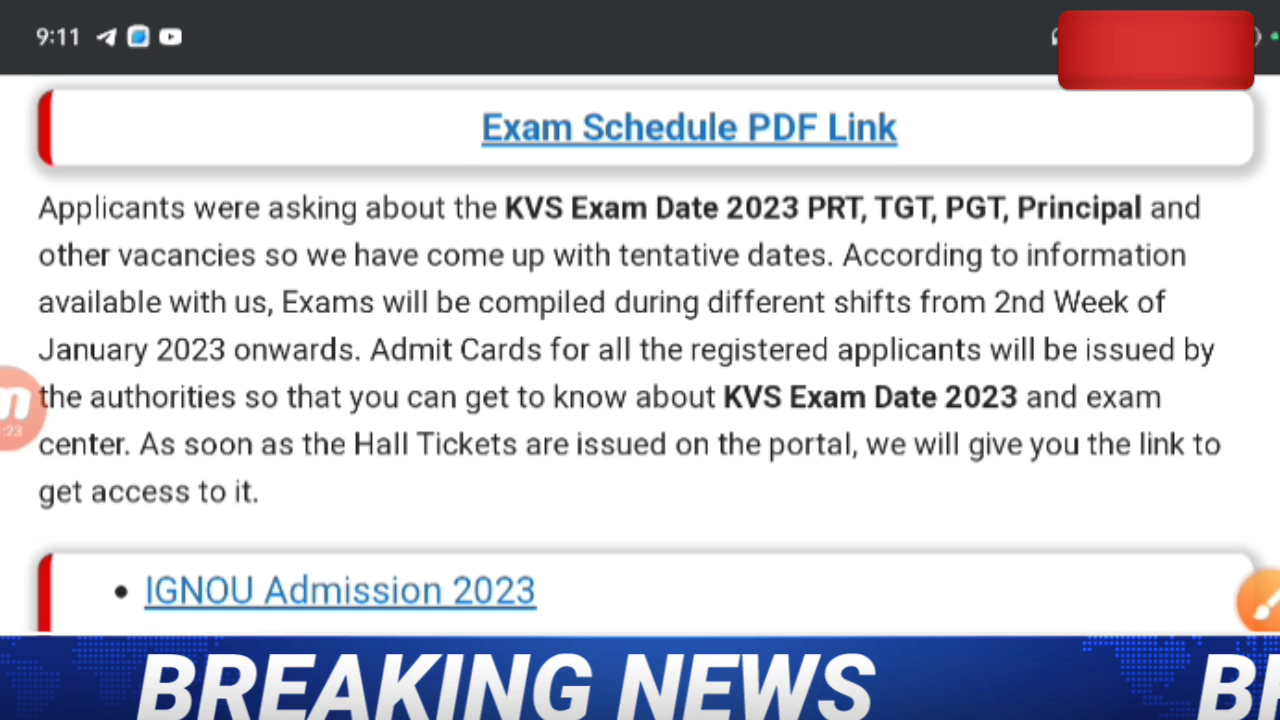 9:11
Exam Schedule PDF Link
Applicants were asking about the KVS Exam Date 2023 PRT, TGT, PGT, Principal and
other vacancies so we have come up with tentative dates. According to information
available with us, Exams will be compiled during different shifts from 2nd Week of
January 2023 onwards. Admit Cards for all the registered applicants will be issued by
the authorities so that you can get to know about KVS Exam Date 2023 and exam
:23
center. As soon as the Hall Tickets are issued on the portal, we will give you the link to
get access to it.
• IGNOU Admission 2023
BREAKING NEWS